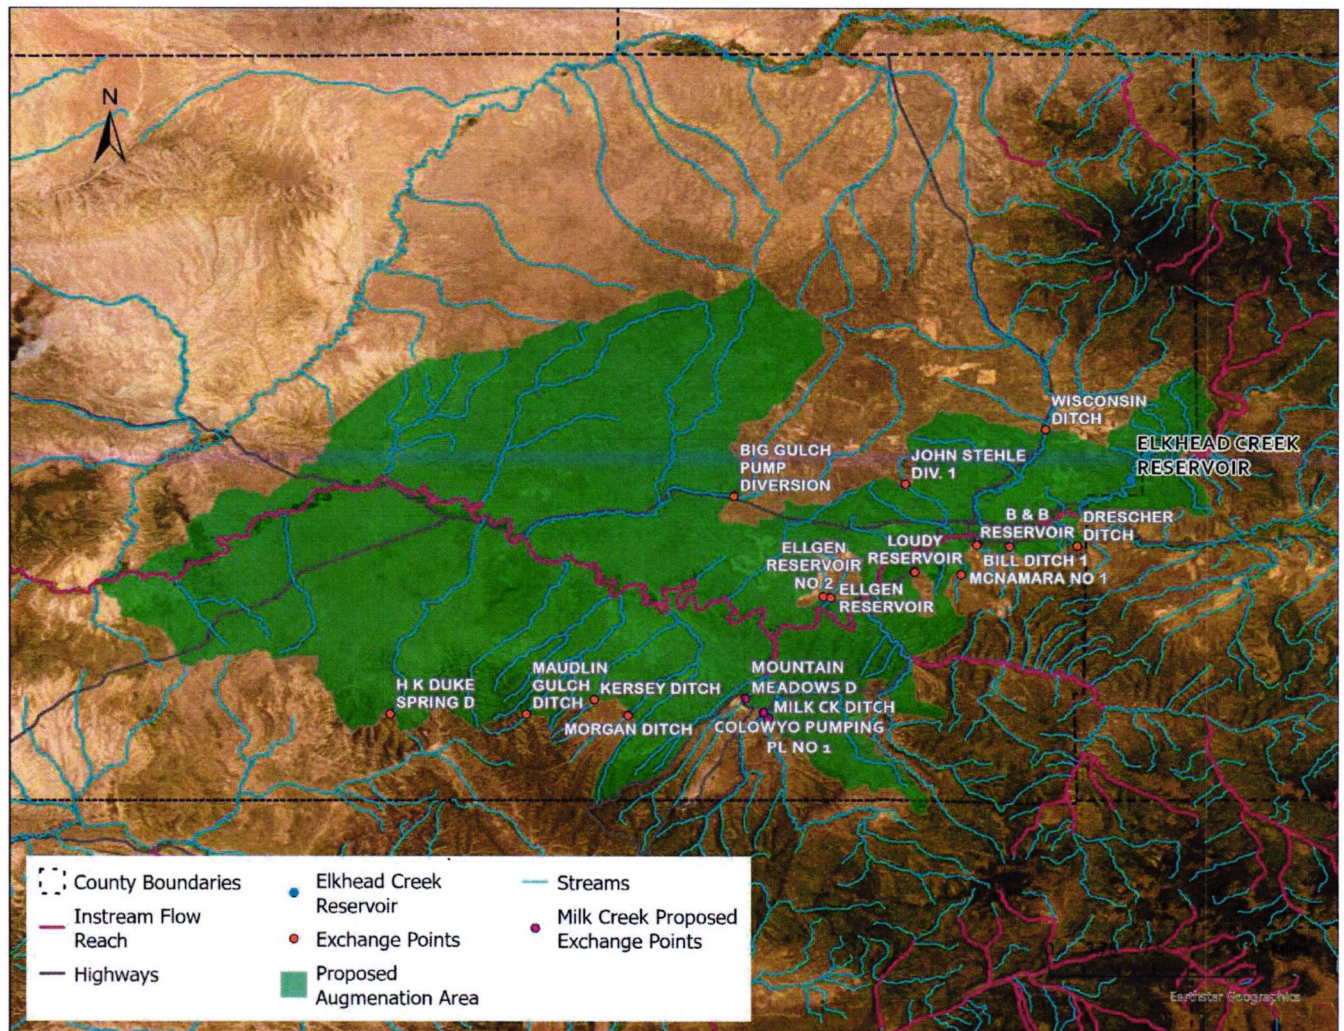 N
WISCONSIN
DITCH
ELKHEAD CREEK
RESERVOIR
BIG GULCH
PUMP
DIVERSION
JOHN STEHLE
DIV. 1
B & B
RESERVOIR
DRESCHER
DITCH
LOUDY
RESERVOIR
BILL DITCH 1
MCNAMARA NO 1
ELLGEN
RESERVOIR
NO 2
ELLGEN
RESERVOIR
H K DUKE
SPRING D
MAUDLIN
GULCH
DITCH
KERSEY DITCH
MORGAN DITCH
MOUNTAIN
MEADOWS D
MILK CK DITCH
COLOWYO PUMPING
PL NO 1
County Boundaries
Instream Flow
Reach
Highways
Elkhead Creek
Reservoir
Exchange Points
Proposed
Augmenation Area
Streams
Milk Creek Proposed
Exchange Points
Earthstar Geographics